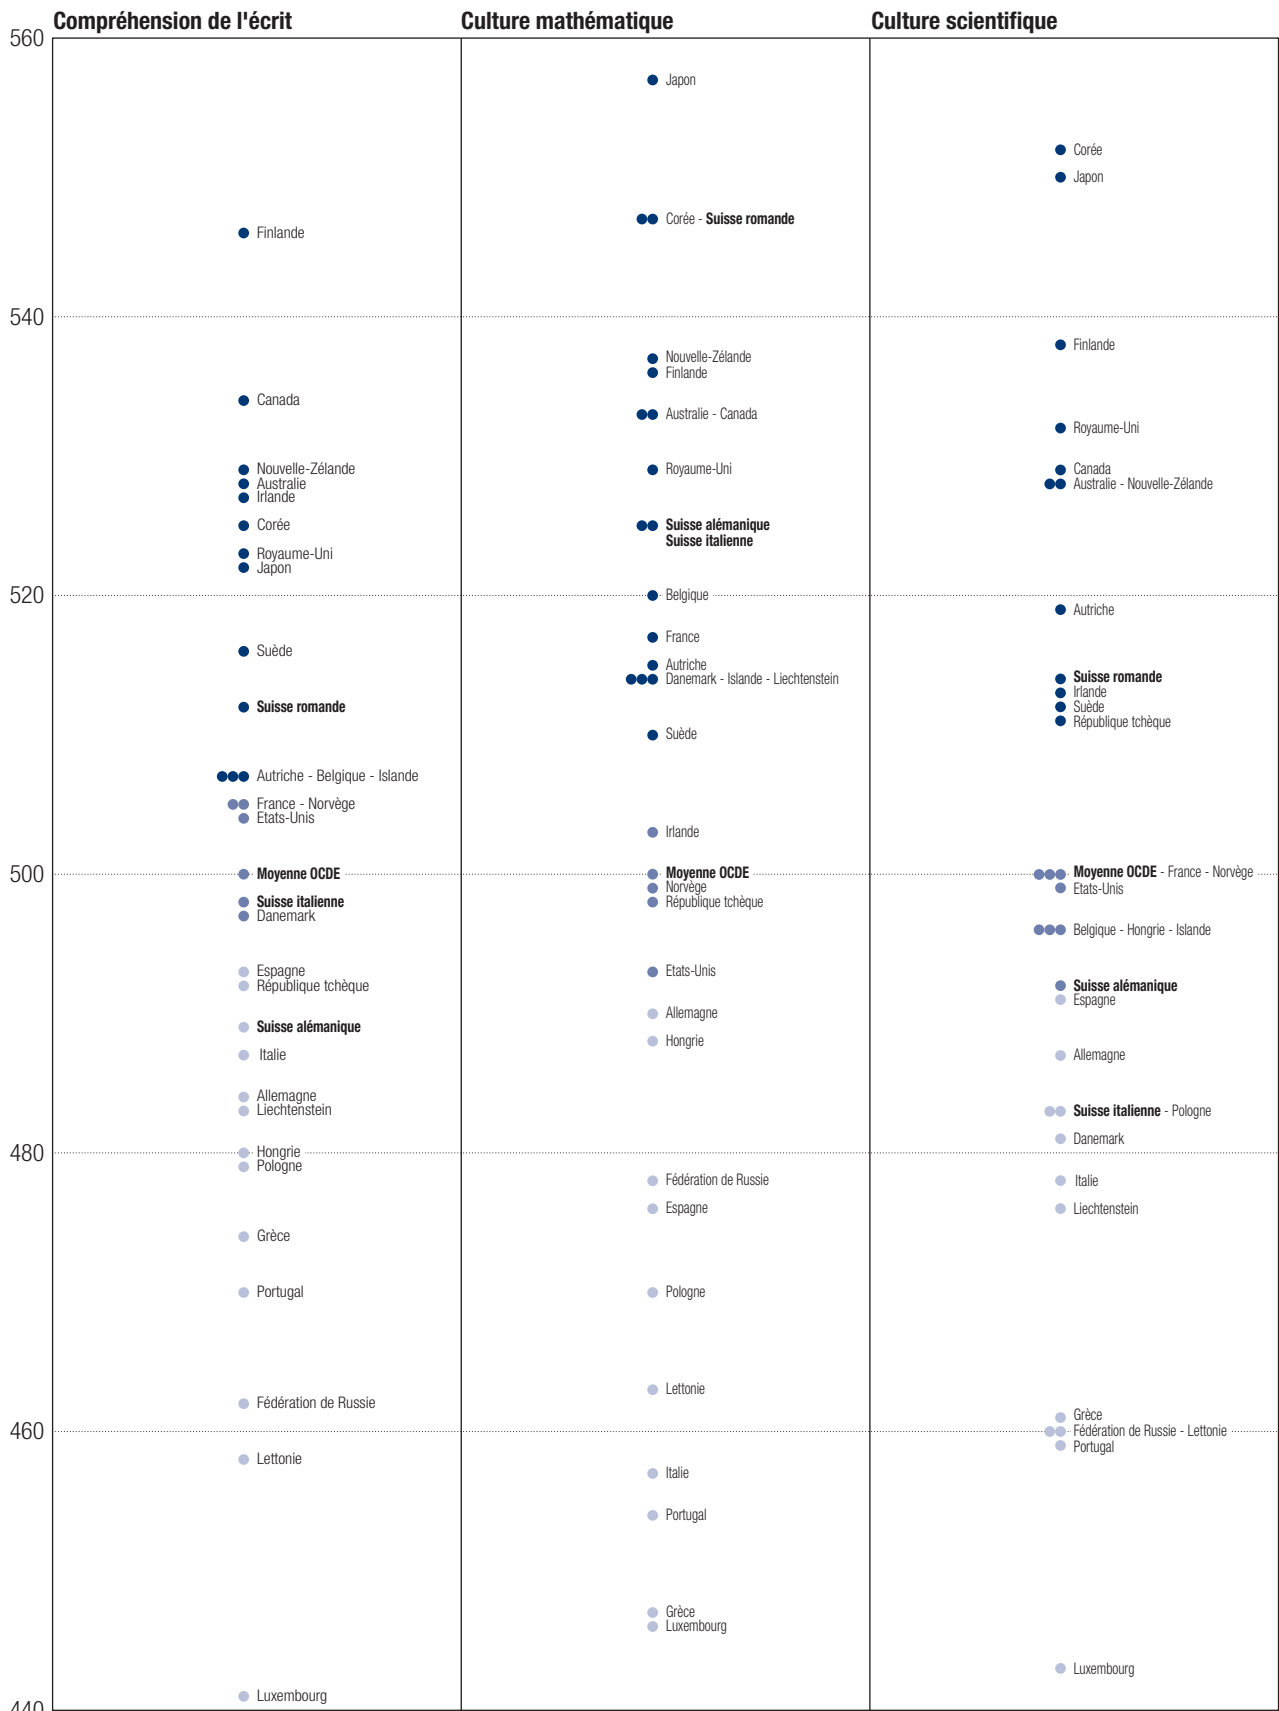 Compréhension de l'écrit
Culture mathématique
Culture scientifique
560
540
520
500
480
460
440
Finlande
Canada
Nouvelle-Zélande
Australie
Irlande
Corée
Royaume-Uni
Japon
Suède
Suisse romande
Autriche - Belgique - Islande
France - Norvège
Etats-Unis
Moyenne OCDE
Suisse italienne
Danemark
Espagne
République tchèque
Suisse alémanique
Italie
Allemagne
Liechtenstein
Hongrie
Pologne
Grèce
Portugal
Fédération de Russie
Lettonie
Luxembourg
Japon
Corée - Suisse romande
Nouvelle-Zélande
Finlande
Australie - Canada
Royaume-Uni
Suisse alémanique
Suisse italienne
Belgique
France
Autriche
Danemark - Islande - Liechtenstein
Suède
Irlande
Moyenne OCDE
Norvège
République tchèque
Etats-Unis
Allemagne
Hongrie
Fédération de Russie
Espagne
Pologne
Lettonie
Italie
Portugal
Grèce
Luxembourg
Corée
Japon
Finlande
Royaume-Uni
Canada
Australie - Nouvelle-Zélande
Autriche
Suisse romande
Irlande
Suède
République tchèque
Moyenne OCDE - France - Norvège
Etats-Unis
Belgique - Hongrie - Islande
Suisse alémanique
Espagne
Allemagne
Suisse italienne - Pologne
Danemark
Italie
Liechtenstein
Grèce
Fédération de Russie - Lettonie
Portugal
Luxembourg